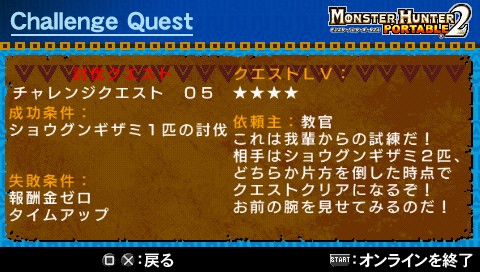 Challenge Quest
MONSTER HUNTER
PORTABLE 2
討伐クエスト
チャレンジクエスト ０５
成功条件：
ショウグンギザミ１匹の討伐
失敗条件：
報酬金ゼロ
タイムアップ
クエストＬＶ：
★★★★
依頼主：教官
これは我輩からの試練だ！
相手はショウグンギザミ２匹、
どちらか片方を倒した時点で
クエストクリアになるぞ！
お前の腕を見せてみるのだ！
□×:戻る
START:オンラインを終了